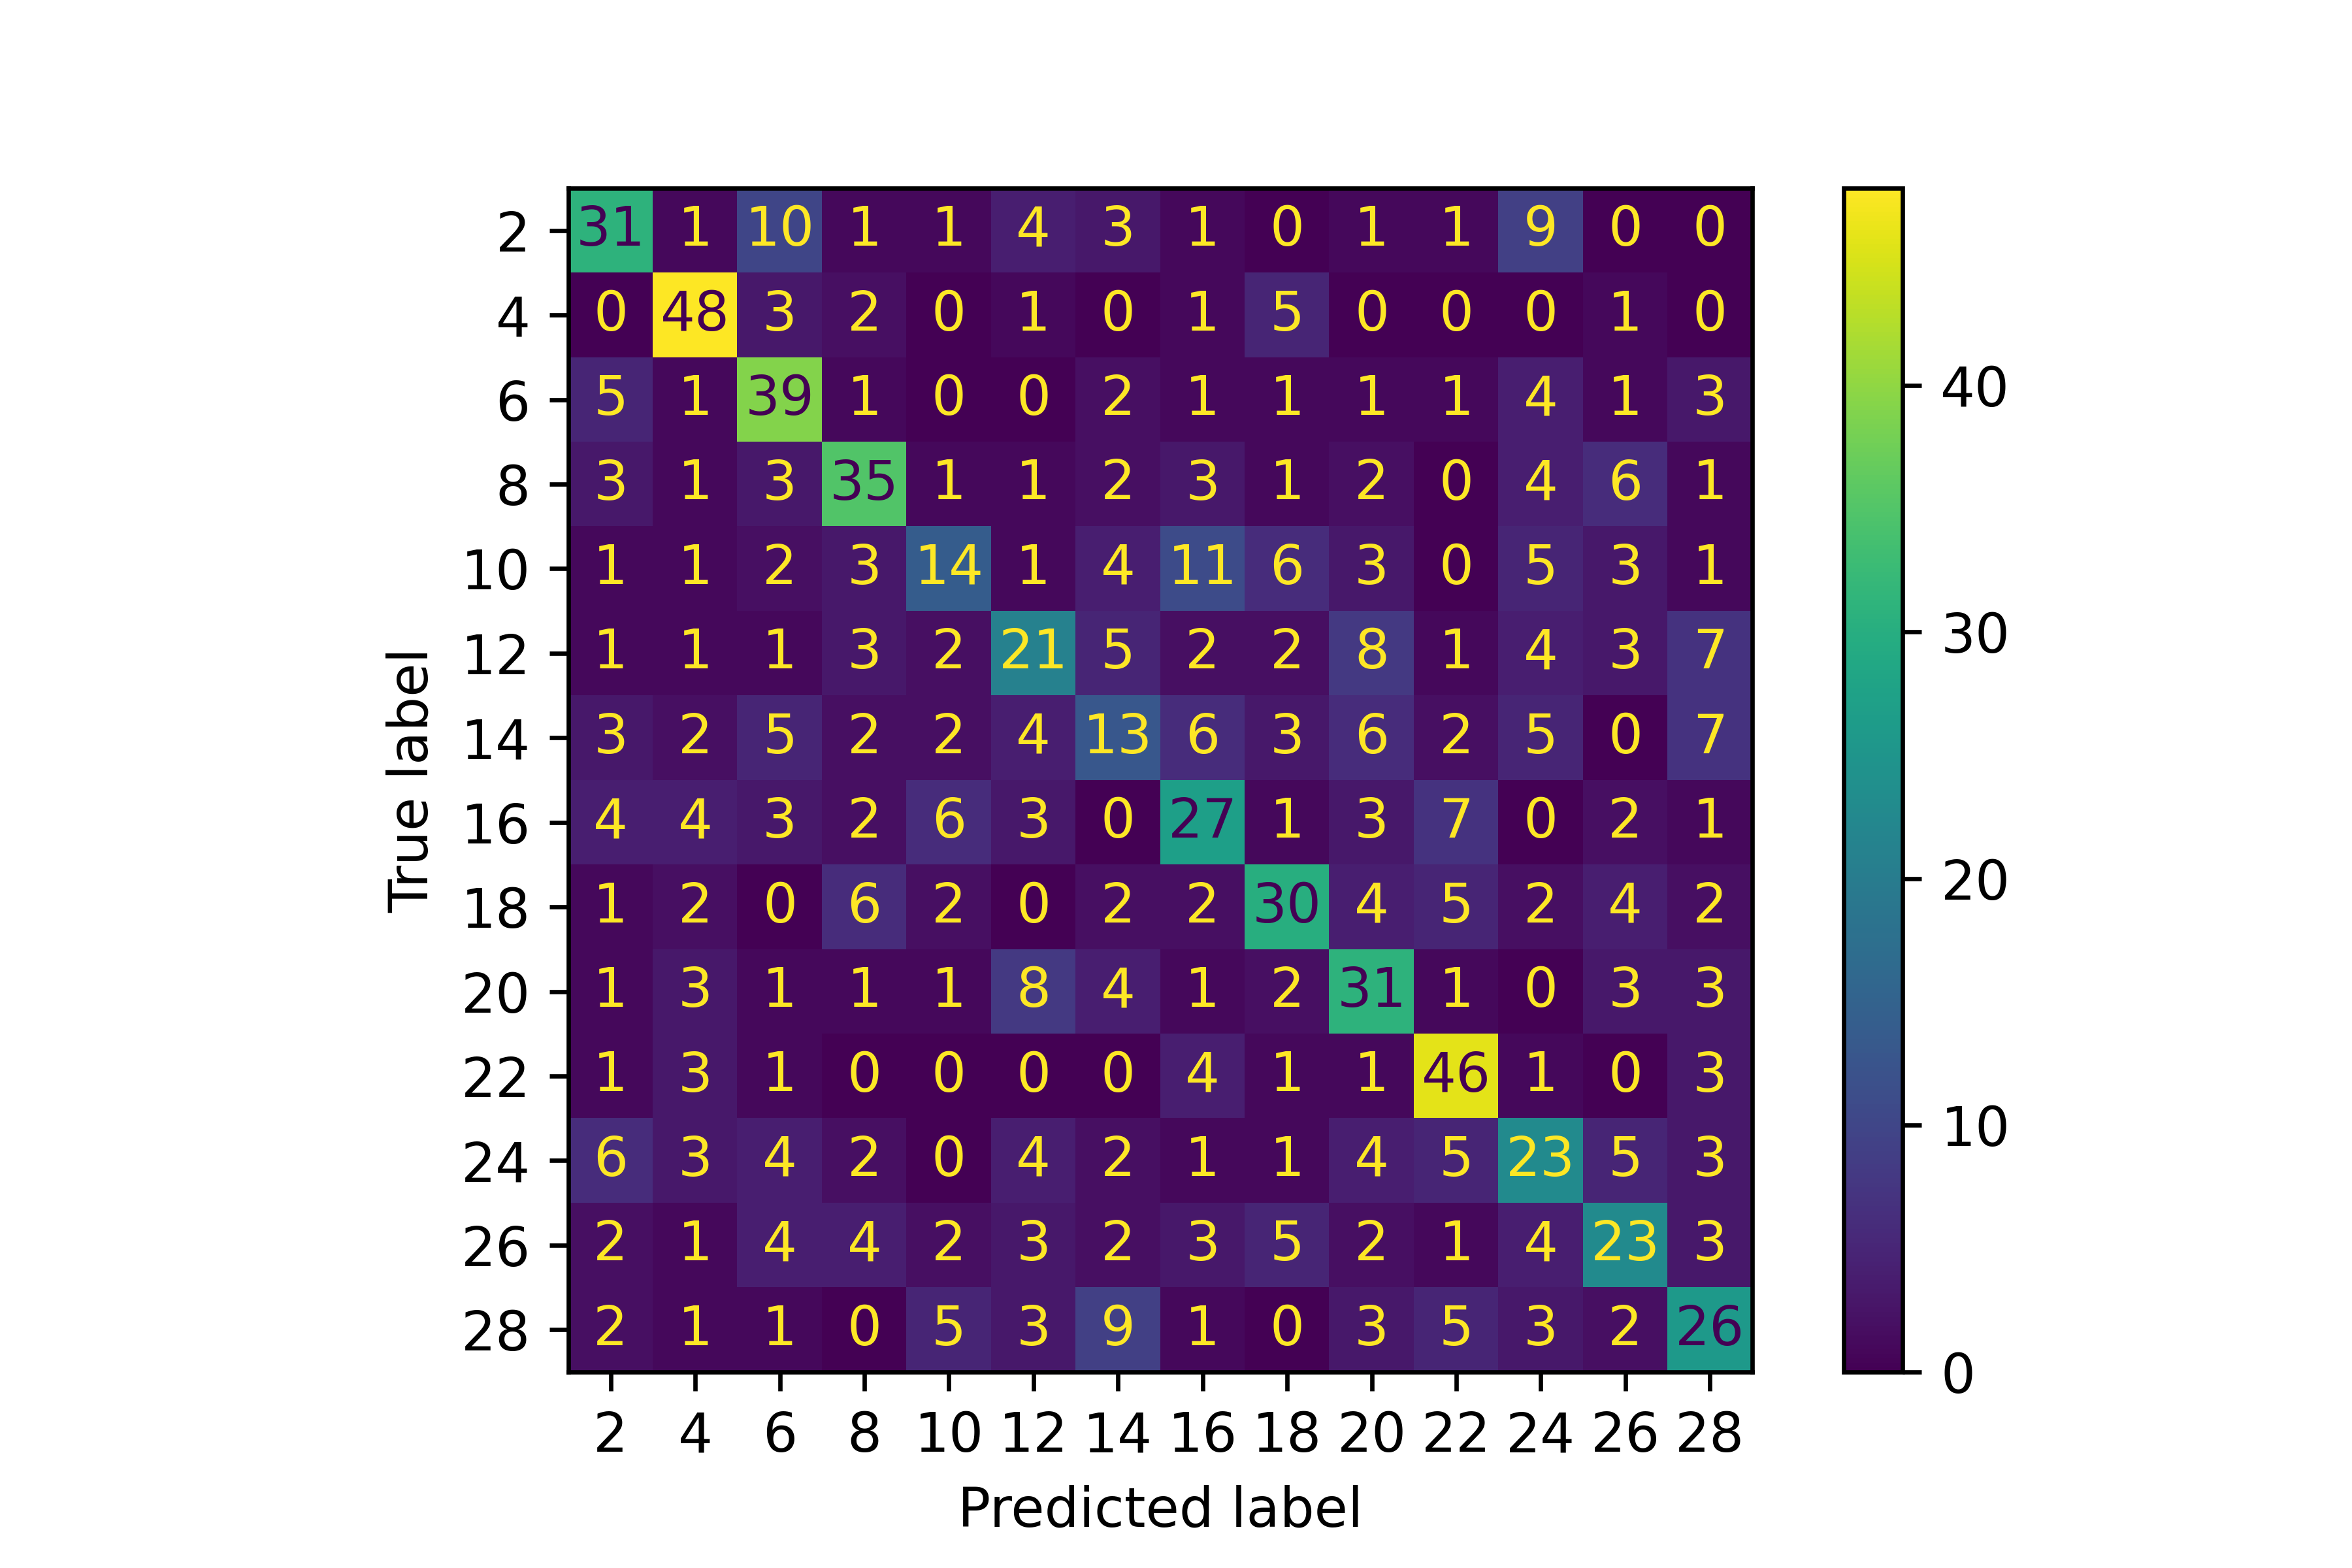 2 31 1 10 1 1 4 3 1 0 1 1 9 0 0
4 0 48 3 2 0 1 0 1 5 0 0 0 1 0
6 5 1 39 1 0 0 2 1 1 1 1 4 1 3
8 3 1 3 35 1 1 2 3 1 2 0 4 6 1
10 1 1 2 3 14 1 4 11 6 3 0 5 3 1
12 1 1 1 3 2 21 5 2 2 8 1 4 3 7
14 3 2 5 2 2 4 13 6 3 6 2 5 0 7
16 4 4 3 2 6 3 0 27 1 3 7 0 2 1
18 1 2 0 6 2 0 2 2 30 4 5 2 4 2
20 1 3 1 1 1 8 4 1 2 31 1 0 3 3
22 1 3 1 0 0 0 0 4 1 1 46 1 0 3
24 6 3 4 2 0 4 2 1 1 4 5 23 5 3
26 2 1 4 4 2 3 2 3 5 2 1 4 23 3
28 2 1 1 0 5 3 9 1 0 3 5 3 2 26
2 4 6 8 10 12 14 16 18 20 22 24 26 28
Predicted label
True label
40
30
20
10
0